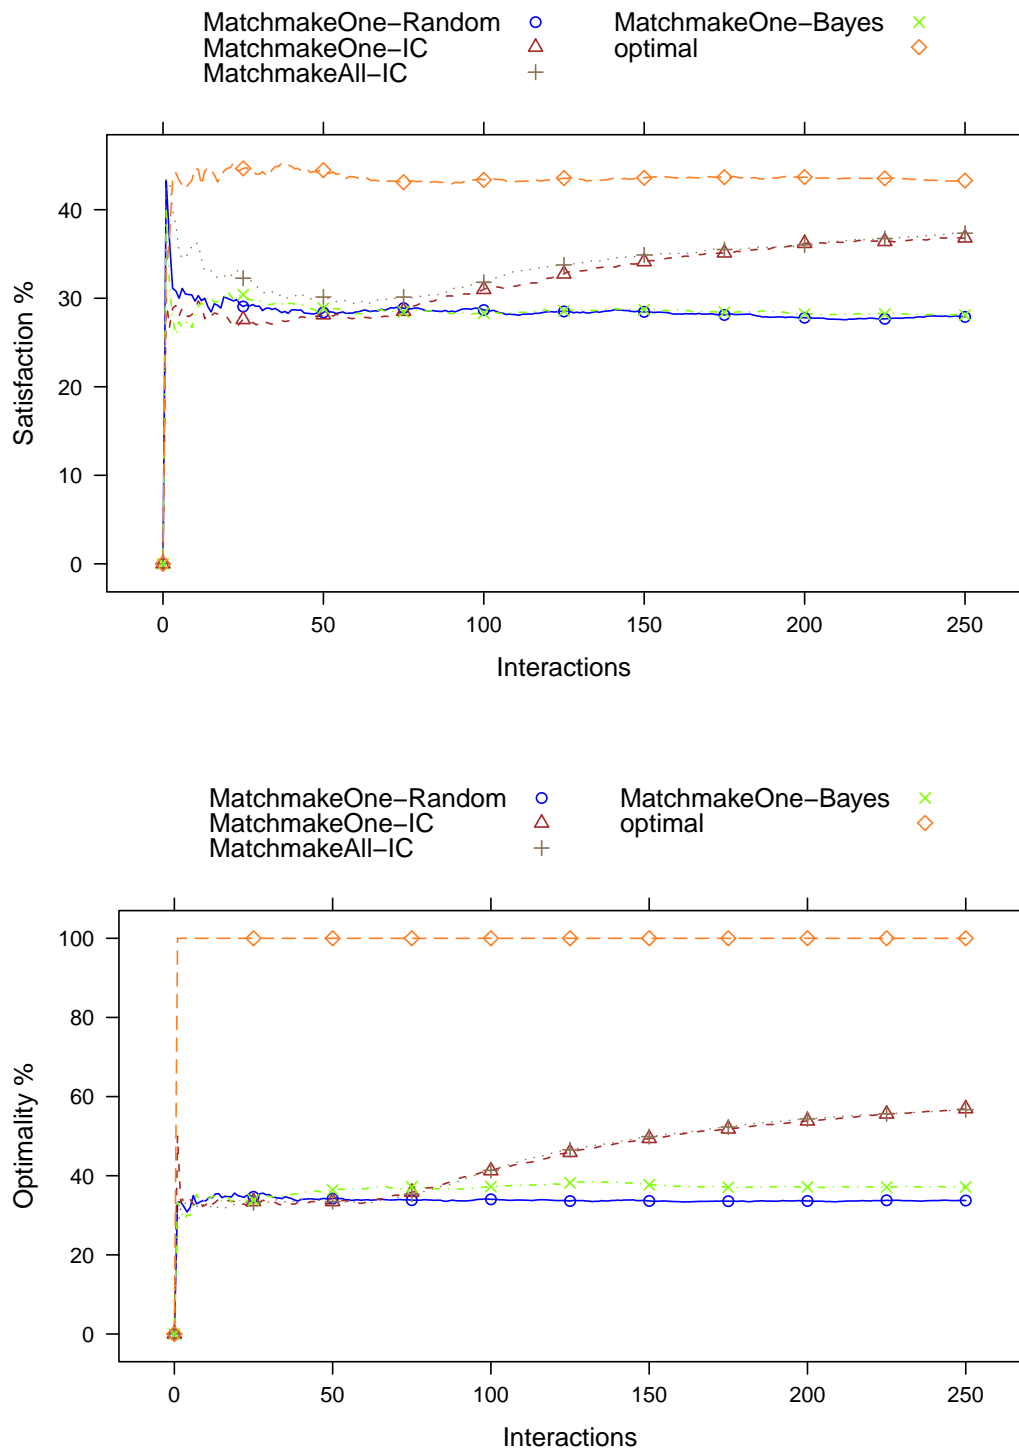 MatchmakeOne−Random MatchmakeOne−Bayes
MatchmakeOne−IC optimal
MatchmakeAll−IC
40
30
20
10
0
Satisfaction %
0 50 100 150 200 250
Interactions
MatchmakeOne−Random MatchmakeOne−Bayes
MatchmakeOne−IC optimal
MatchmakeAll−IC
100
80
60
40
20
0
Optimality %
0 50 100 150 200 250
Interactions